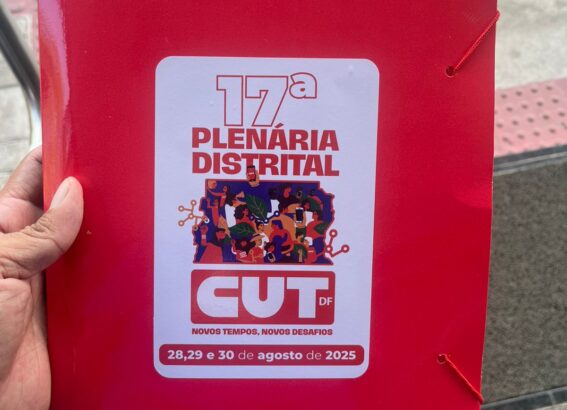 17ª
PLENÁRIA
DISTRITAL
CUT DF
NOVOS TEMPOS, NOVOS DESAFIOS
28,29 e 30 de agosto de 2025